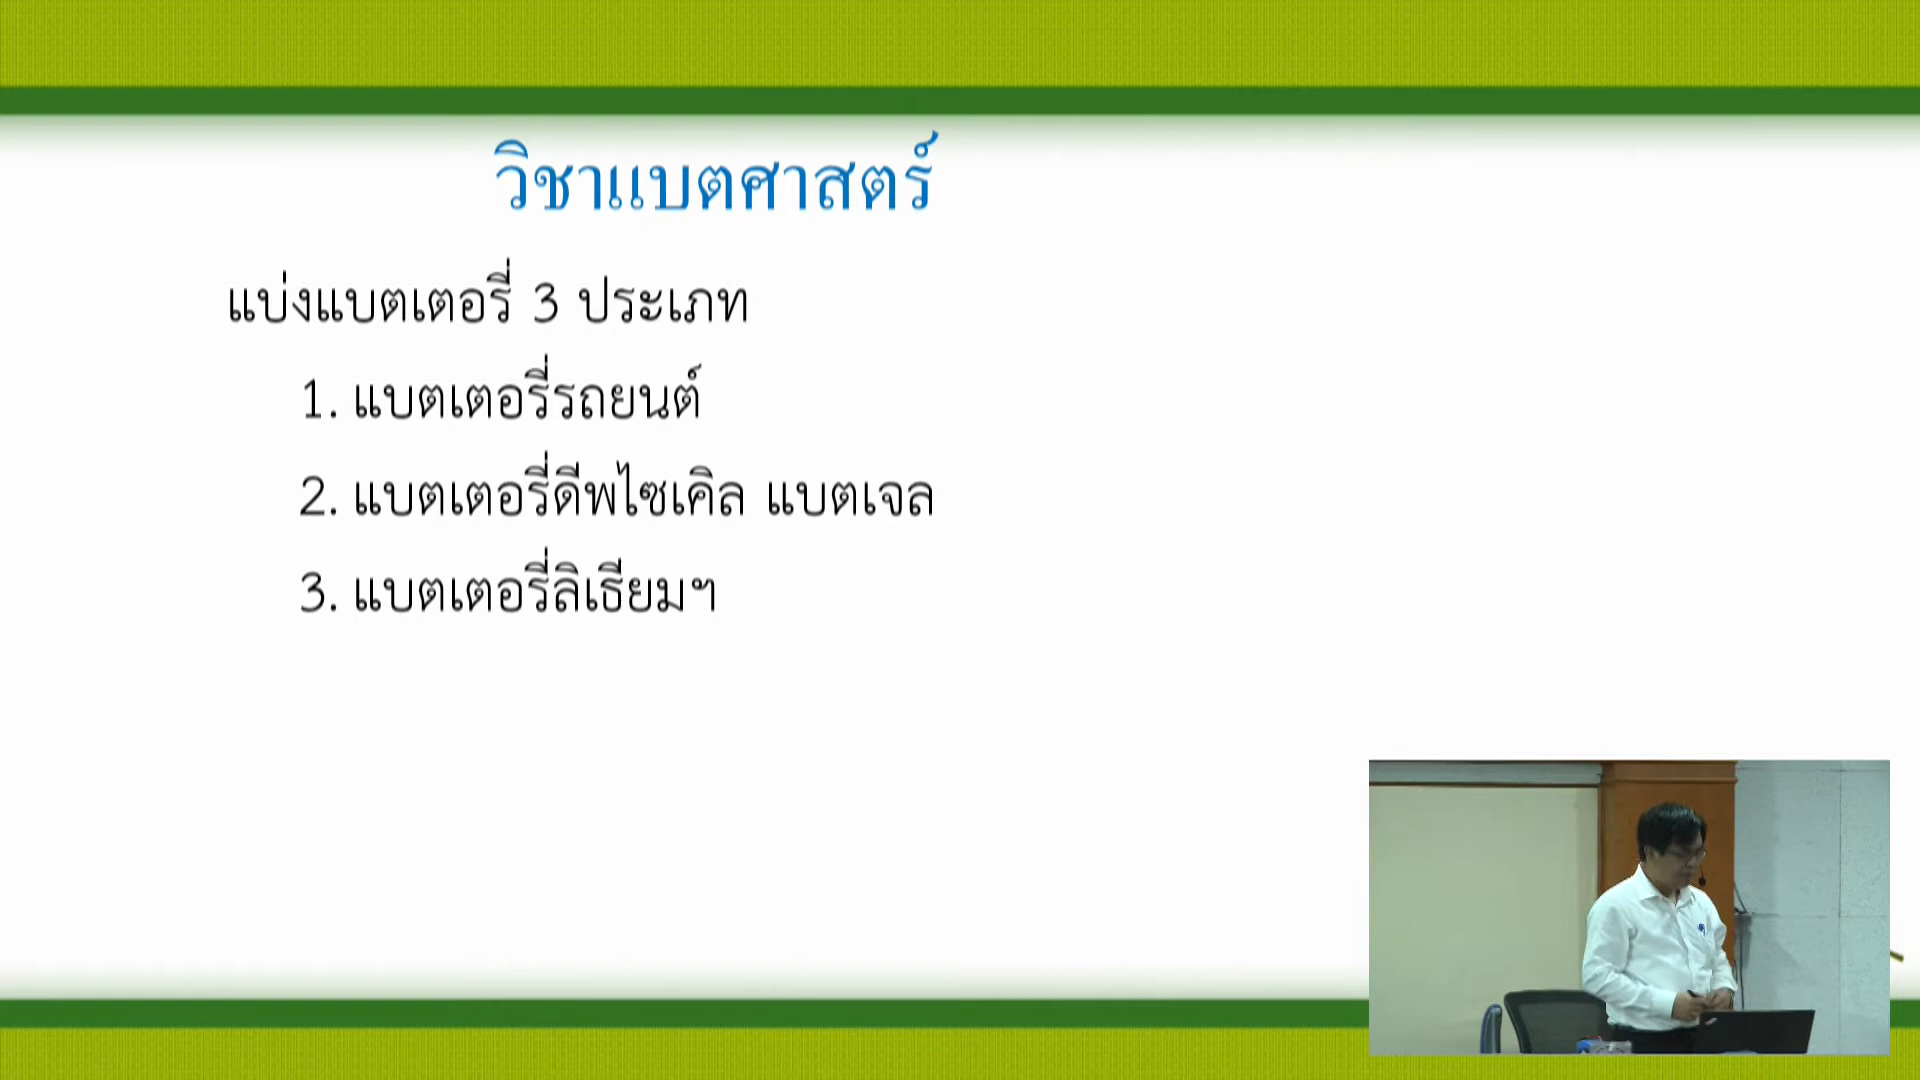 วิชาแบตศาสตร์
แบ่งแบตเตอรี่ 3 ประเภท
1. แบตเตอรี่รถยนต์
2. แบตเตอรี่ดีพไซเคิล แบตเจล
3. แบตเตอรี่ลิเธียมฯ